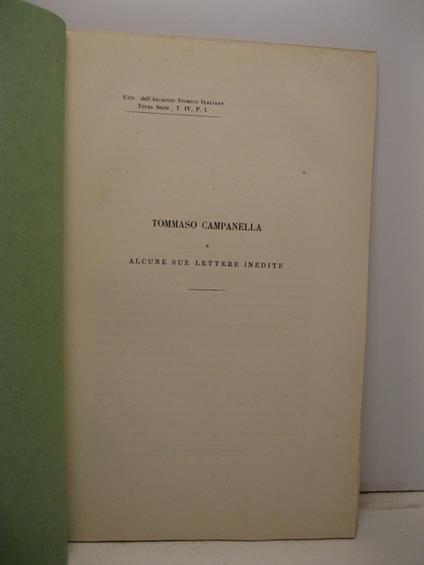 Estr. dall'Archivio Storico Italiano
Terza Serie, T. IV, P. I.
TOMMASO CAMPANELLA
E
ALCUNE SUE LETTERE INEDITE